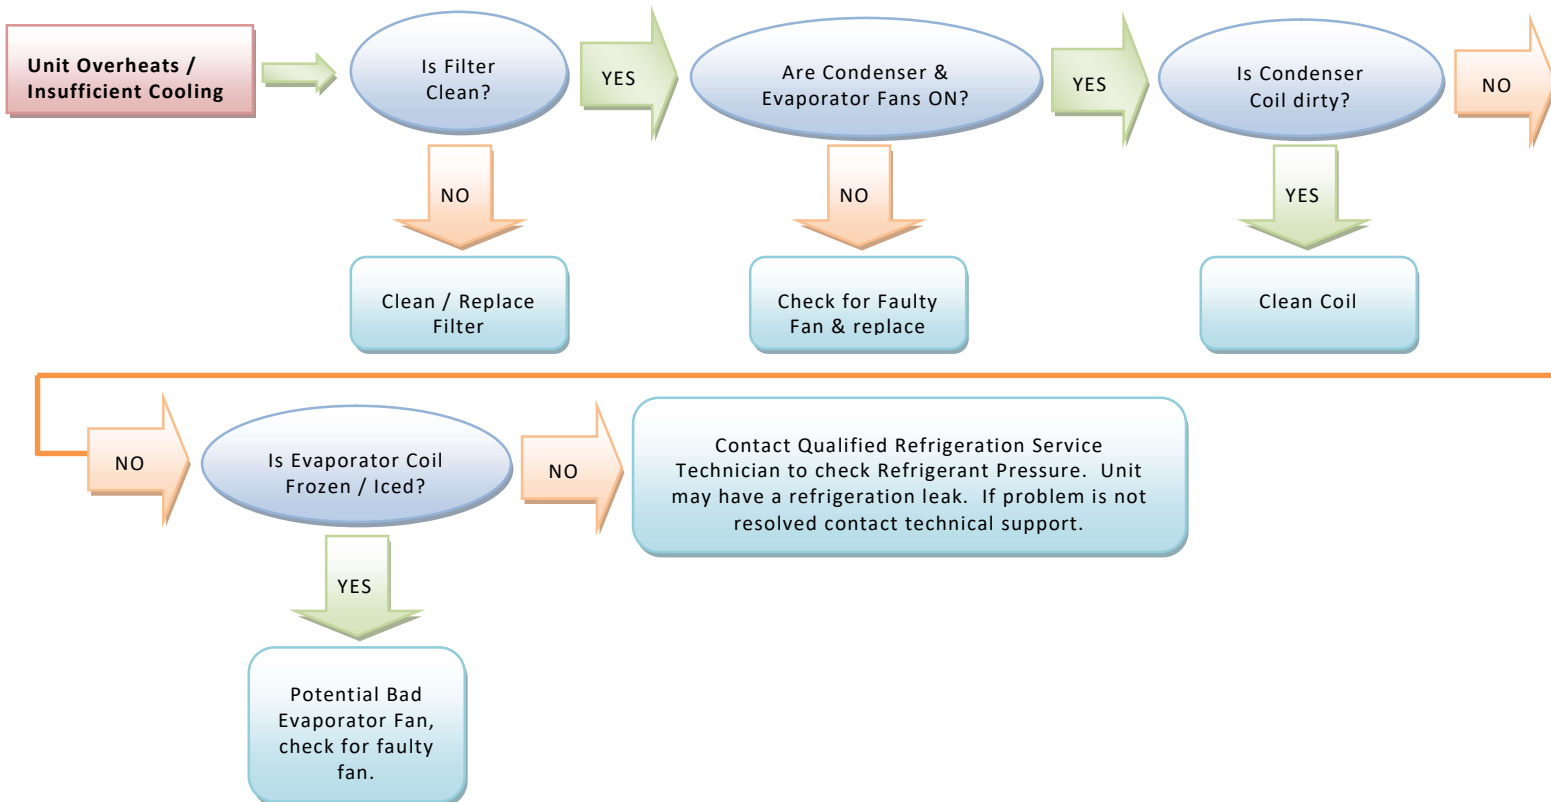 Unit Overheats /
Insufficient Cooling
Is Filter
Clean?
YES
Are Condenser &
Evaporator Fans ON?
YES
Is Condenser
Coil dirty?
NO
NO
NO
YES
Clean / Replace
Filter
Check for Faulty
Fan & replace
Clean Coil
NO
Is Evaporator Coil
Frozen / Iced?
NO
Contact Qualified Refrigeration Service
Technician to check Refrigerant Pressure.  Unit
may have a refrigeration leak.  If problem is not
resolved contact technical support.
YES
Potential Bad
Evaporator Fan,
check for faulty
fan.